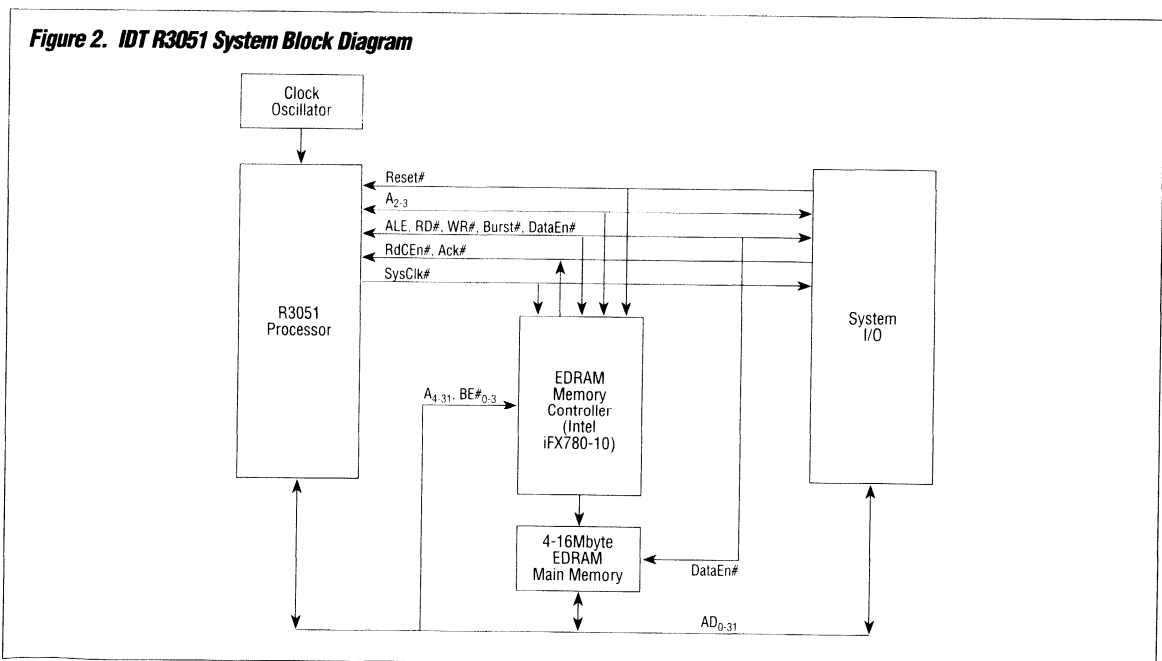 Figure 2. IDT R3051 System Block Diagram
Clock
Oscillator
Reset#
A2-3
ALE, RD#, WR#, Burst#, DataEn#
RdCEn#, Ack#
SysClk#
R3051
Processor
System
I/O
EDRAM
Memory
Controller
(Intel
iFX780-10)
A4-31, BE#0-3
4-16Mbyte
EDRAM
Main Memory
DataEn#
AD0-31